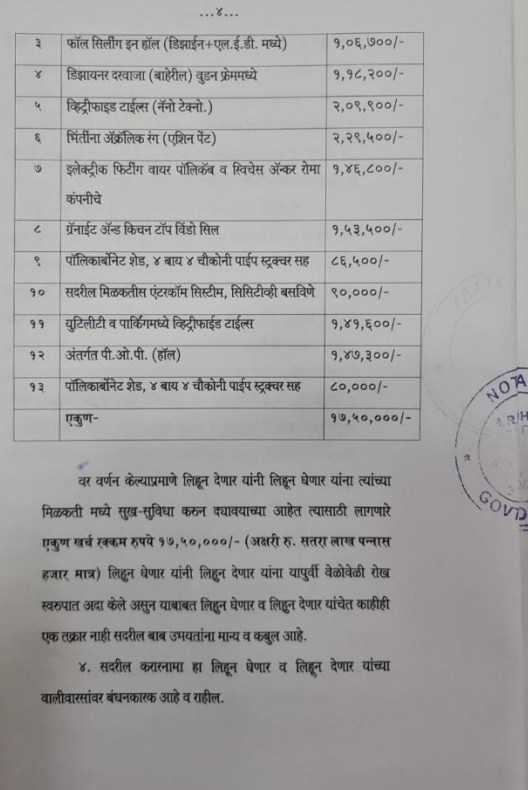 ...४...
३ फॉल सिलींग इन हॉल (डिझाईन+एल.ई.डी. मध्ये) १,०६,७००/-
४ डिझायनर दरवाजा (बाहेरील) वुडन फ्रेममध्ये १,१८,२००/-
५ व्हिट्रीफाइड टाईल्स (नॅनो टेक्नो.) २,०९,९००/-
६ भिंतींना ॲक्रॅलिक रंग (एशिन पेंट) २,२९,५००/-
७ इलेक्ट्रीक फिटींग वायर पॉलिकॅब व स्विचेस ॲन्कर रोमा १,४६,८००/-
कंपनीचे
८ ग्रॅनाईट ॲन्ड किचन टॉप विंडो सिल १,५३,५००/-
९ पॉलिकार्बोनेट शेड, ४ बाय ४ चौकोनी पाईप स्ट्रक्चर सह ८६,५००/-
१० सदरील मिळकतीस एंटरकॉम सिस्टीम, सिसिटीव्ही बसविणे ९०,०००/-
११ युटिलीटी व पार्किंगमध्ये व्हिट्रीफाईड टाईल्स १,४१,६००/-
१२ अंतर्गत पी.ओ.पी. (हॉल) १,४७,३००/-
१३ पॉलिकार्बोनेट शेड, ४ बाय ४ चौकोनी पाईप स्ट्रक्चर सह ८०,०००/-
एकुण- १७,५०,०००/-
वर वर्णन केल्याप्रमाणे लिहून देणार यांनी लिहून घेणार यांना त्यांच्या
मिळकती मध्ये सुख-सुविधा करुन द्यावयाच्या आहेत त्यासाठी लागणारे
एकुण खर्च रक्कम रुपये १७,५०,०००/- (अक्षरी रु. सतरा लाख पन्नास
हजार मात्र) लिहून घेणार यांनी लिहून देणार यांना यापुर्वी वेळोवेळी रोख
स्वरुपात अदा केले असुन याबाबत लिहून घेणार व लिहून देणार यांचेत काहीही
एक तक्रार नाही सदरील बाब उभयतांना मान्य व कबुल आहे.
४. सदरील करारनामा हा लिहून घेणार व लिहून देणार यांच्या
वालीवारसांवर बंधनकारक आहे व राहील.
NOTA
GOVT